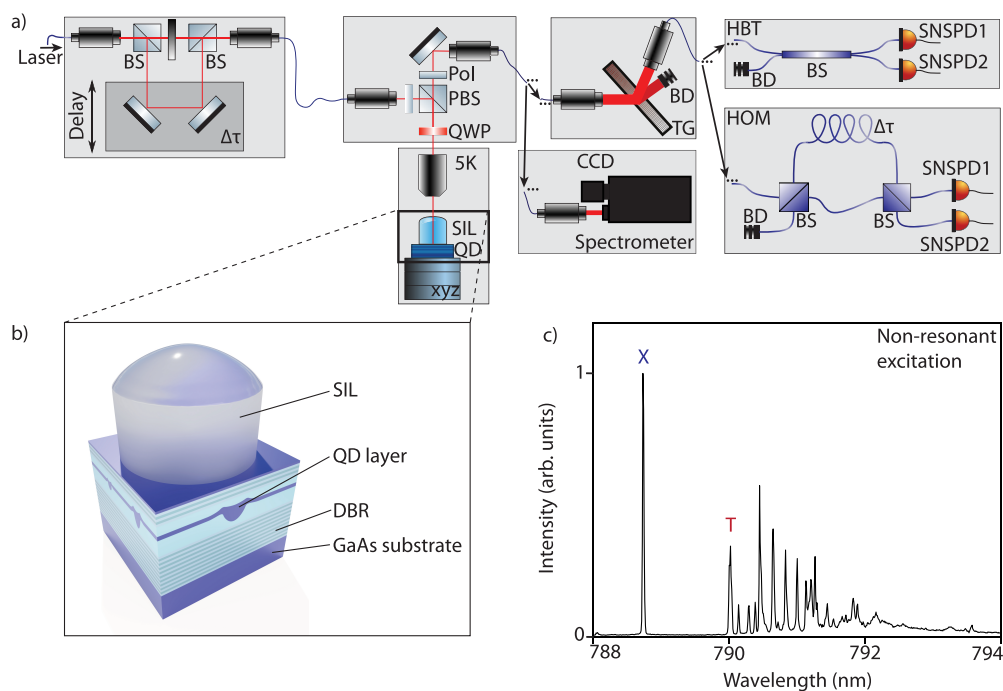 a)
Laser
BS
BS
Delay
Δτ
Pol
PBS
QWP
5K
SIL
QD
xyz
BD
TG
CCD
Spectrometer
HBT
BD
BS
SNSPD1
SNSPD2
HOM
Δτ
BD
BS
BS
SNSPD1
SNSPD2
b)
SIL
QD layer
DBR
GaAs substrate
c)
Non-resonant
excitation
X
T
1
0
Intensity (arb. units)
788
790
792
794
Wavelength (nm)